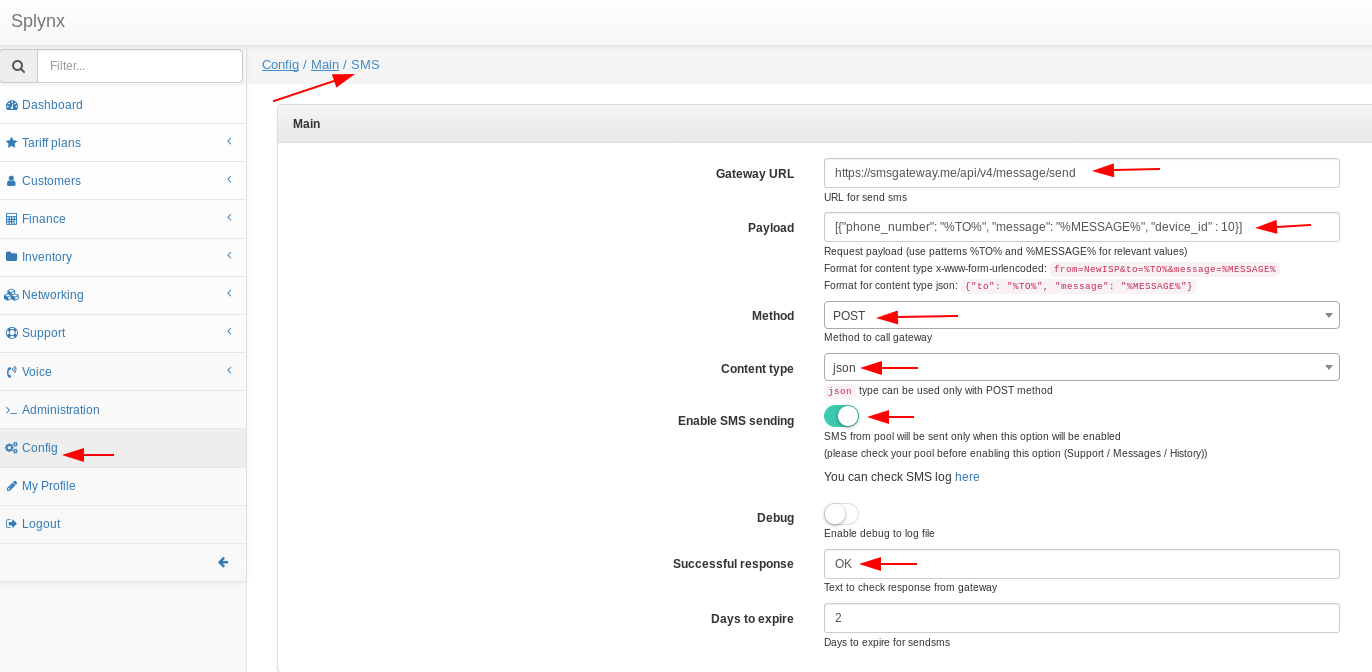 Splynx
Filter...
Dashboard
Tariff plans
Customers
Finance
Inventory
Networking
Support
Voice
Administration
Config
My Profile
Logout
Config / Main / SMS
Main
Gateway URL
https://smsgateway.me/api/v4/message/send
URL for send sms
Payload
[{"phone_number": "%TO%", "message": "%MESSAGE%", "device_id" : 10}]
Request payload (use patterns %TO% and %MESSAGE% for relevant values)
Format for content type x-www-form-urlencoded: from=NewISP&to=%TO%&message=%MESSAGE%
Format for content type json: {"to": "%TO%", "message": "%MESSAGE%"}
Method
POST
Method to call gateway
Content type
json
json type can be used only with POST method
Enable SMS sending
SMS from pool will be sent only when this option will be enabled
(please check your pool before enabling this option (Support / Messages / History))
You can check SMS log here
Debug
Enable debug to log file
Successful response
OK
Text to check response from gateway
Days to expire
2
Days to expire for sendsms